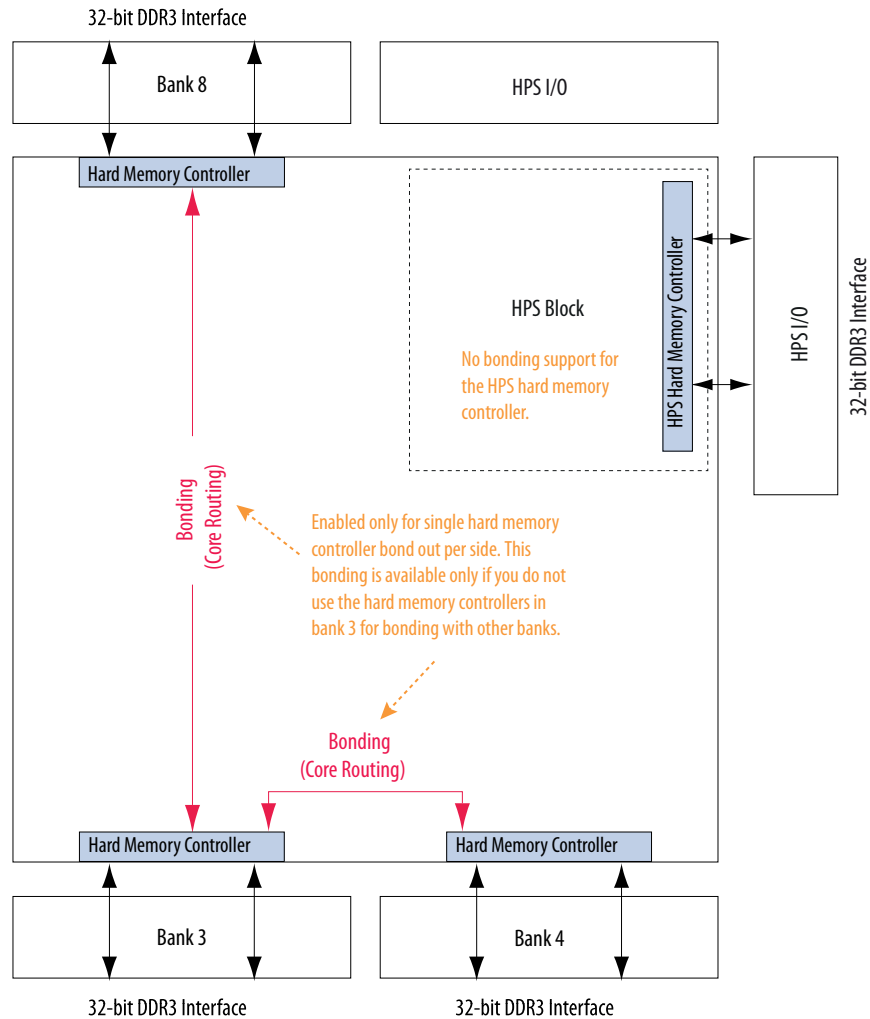 32-bit DDR3 Interface
Bank 8
HPS I/O
Hard Memory Controller
HPS Hard Memory Controller
HPS Block
No bonding support for
the HPS hard memory
controller.
HPS I/O
32-bit DDR3 Interface
Bonding
(Core Routing)
Enabled only for single hard memory
controller bond out per side. This
bonding is available only if you do not
use the hard memory controllers in
bank 3 for bonding with other banks.
Bonding
(Core Routing)
Hard Memory Controller
Hard Memory Controller
Bank 3
Bank 4
32-bit DDR3 Interface
32-bit DDR3 Interface